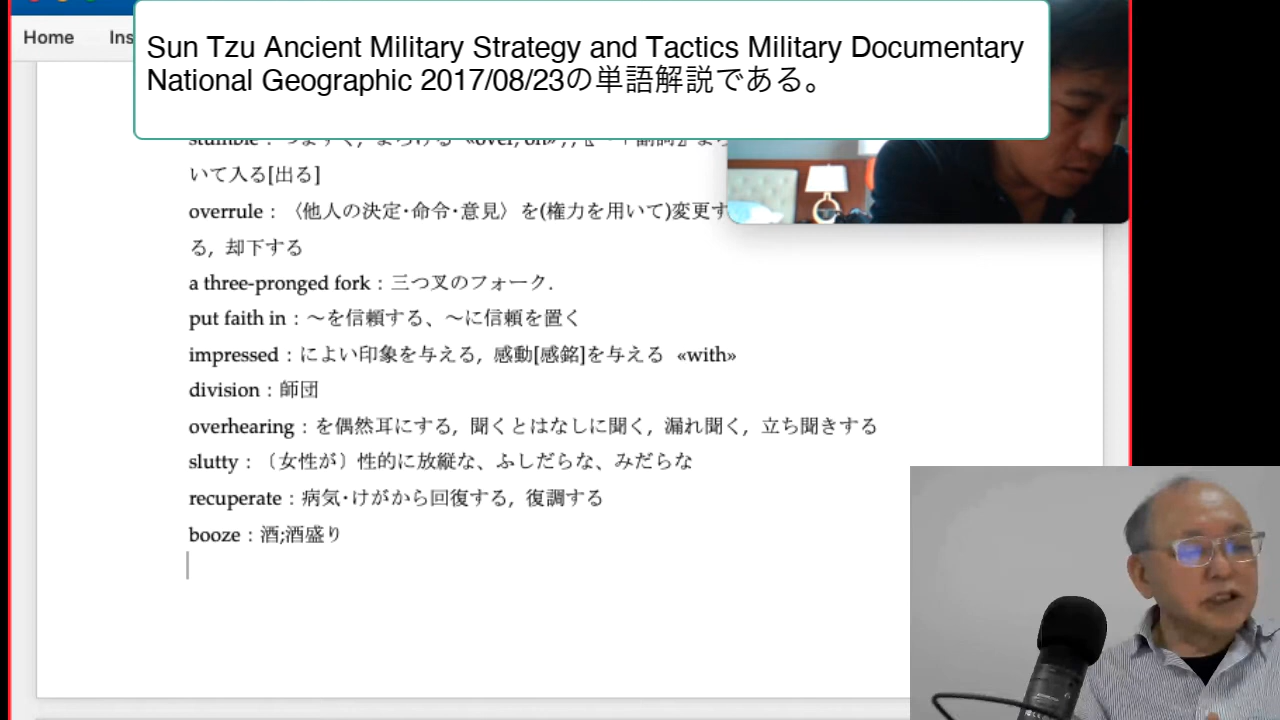 Home
Ins
Sun Tzu Ancient Military Strategy and Tactics Military Documentary
National Geographic 2017/08/23の単語解説である。
いて入る[出る]
overrule : 〈他人の決定･命令･意見〉を(権力を用いて)変更す
る, 却下する
a three-pronged fork : 三つ叉のフォーク.
put faith in : 〜を信頼する、〜に信頼を置く
impressed : によい印象を与える, 感動[感銘]を与える «with»
division : 師団
overhearing : を偶然耳にする, 聞くとはなしに聞く, 漏れ聞く, 立ち聞きする
slutty : 〔女性が〕性的に放縦な、ふしだらな、みだらな
recuperate : 病気･けがから回復する, 復調する
booze : 酒;酒盛り